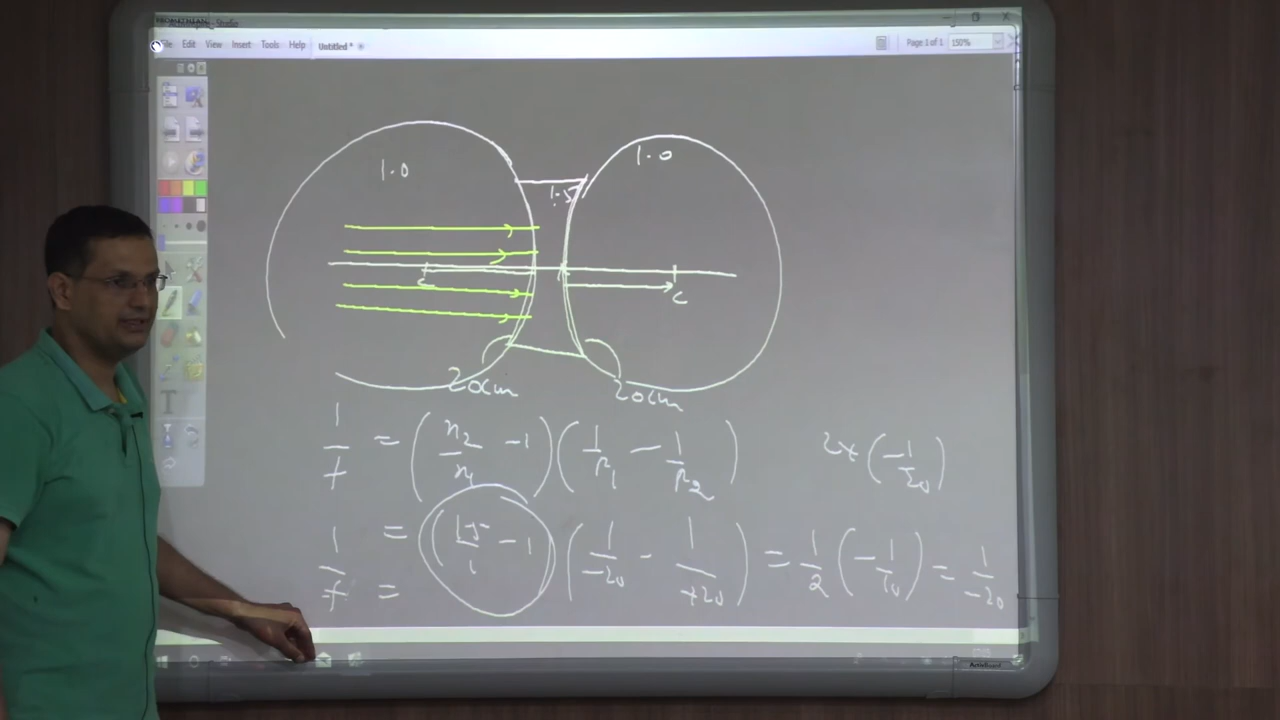 File Edit View Insert Tools Help Untitled * Page 1 of 1 150%
1.0 1.5 1.0
C C
20cm 20cm
1/f = (n2/n1 - 1)(1/R1 - 1/R2) 2x(-1/20)
1/f = (1.5/1 - 1)(1/-20 - 1/+20) = 1/2(-1/10) = 1/-20
=